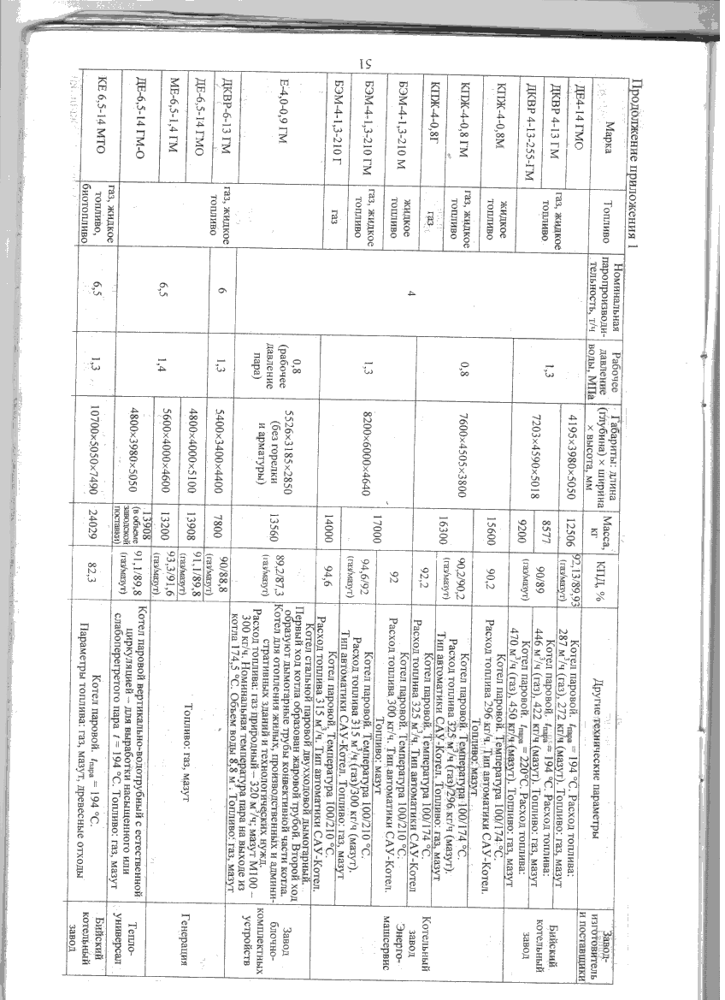 51
Продолжение приложения 1
Марка
Топливо
Номинальная
паропроизводи-
тельность, т/ч
Рабочее
давление
воды, МПа
Габариты: длина
(глубина) × ширина
× высота, мм
Масса,
кг
КПД, %
Другие технические параметры
Завод-
изготовитель
и поставщики
ДЕ4-14 ГМО
4195×3980×5050
12506
92,13/89,93
(газ/мазут)
Котел паровой. tпара = 194 °С. Расход топлива:
287 м³/ч (газ), 272 кг/ч (мазут). Топливо: газ, мазут
ДКВР 4-13 ГМ
газ, жидкое
топливо
1,3
7203×4590×5018
8577
90/89
(газ/мазут)
Котел паровой. tпара = 194 °С. Расход топлива:
446 м³/ч (газ), 422 кг/ч (мазут). Топливо: газ, мазут
Бийский
котельный
завод
ДКВР 4-13-255-ГМ
9200
Котел паровой. tпара = 220°С. Расход топлива:
470 м³/ч (газ), 450 кг/ч (мазут). Топливо: газ, мазут
КПЖ-4-0,8М
жидкое
топливо
15600
90,2
Котел паровой. Температура 100/174 °С.
Расход топлива 296 кг/ч. Тип автоматики САУ-Котел.
Топливо: мазут
КПЖ-4-0,8 ГМ
газ, жидкое
топливо
0,8
7600×4505×3800
16300
90,2/90,2
(газ/мазут)
Котел паровой. Температура 100/174 °С.
Расход топлива 325 м³/ч (газ)/296 кг/ч (мазут).
Тип автоматики САУ-Котел. Топливо: газ, мазут
КПЖ-4-0,8Г
газ
92,2
Котел паровой. Температура 100/174 °С.
Расход топлива 325 м³/ч. Тип автоматики САУ-Котел
Котельный
завод
Энерго-
машсервис
4
БЭМ-4-1,3-210 М
жидкое
топливо
17000
92
Котел паровой. Температура 100/210 °С.
Расход топлива 300 кг/ч. Тип автоматики САУ-Котел.
Топливо: мазут
БЭМ-4-1,3-210 ГМ
газ, жидкое
топливо
1,3
8200×6000×4640
94,6/92
(газ/мазут)
Котел паровой. Температура 100/210 °С.
Расход топлива 315 м³/ч (газ)/300 кг/ч (мазут).
Тип автоматики САУ-Котел. Топливо: газ, мазут
БЭМ-4-1,3-210 Г
газ
14000
94,6
Котел паровой. Температура 100/210 °С.
Расход топлива 315 м³/ч. Тип автоматики САУ-Котел.
Е-4,0-0,9 ГМ
0,8
(рабочее
давление
пара)
5526×3185×2850
(без горелки
и арматуры)
13560
89,2/87,3
(газ/мазут)
Котел стальной паровой двухходовой дымогарный.
Первый ход котла образован жаровой трубой. Второй ход
образуют дымогарные трубы конвективной части котла.
Котел для отопления жилых, производственных и админи-
стративных зданий и технологических нужд.
Расход топлива: газ природный – 320 м³/ч; мазут М100 –
300 кг/ч. Номинальная температура пара на выходе из
котла 174,5 °С. Объем воды 8,8 м³. Топливо: газ, мазут
Завод
блочно-
комплектных
устройств
ДКВР-6-13 ГМ
газ, жидкое
топливо
6
1,3
5400×3400×4400
7800
90/88,8
(газ/мазут)
ДЕ-6,5-14 ГМО
4800×4000×5100
13908
91,1/89,8
(газ/мазут)
Топливо: газ, мазут
Генерация
МЕ-6,5-1,4 ГМ
6,5
1,4
5600×4000×4600
13200
93,3/91,6
(газ/мазут)
ДЕ-6,5-14 ГМ-О
4800×3980×5050
13908
(в объеме
заводской
поставки)
91,1/89,8
(газ/мазут)
Котел паровой вертикально-водотрубный с естественной
циркуляцией – для выработки насыщенного или
слабоперегретого пара t = 194 °С. Топливо: газ, мазут
Тепло-
универсал
КЕ 6,5-14 МТО
газ, жидкое
топливо,
биотопливо
6,5
1,3
10700×5050×7490
24029
82,3
Котел паровой. tпара = 194 °С.
Параметры топлива: газ, мазут, древесные отходы
Бийский
котельный
завод